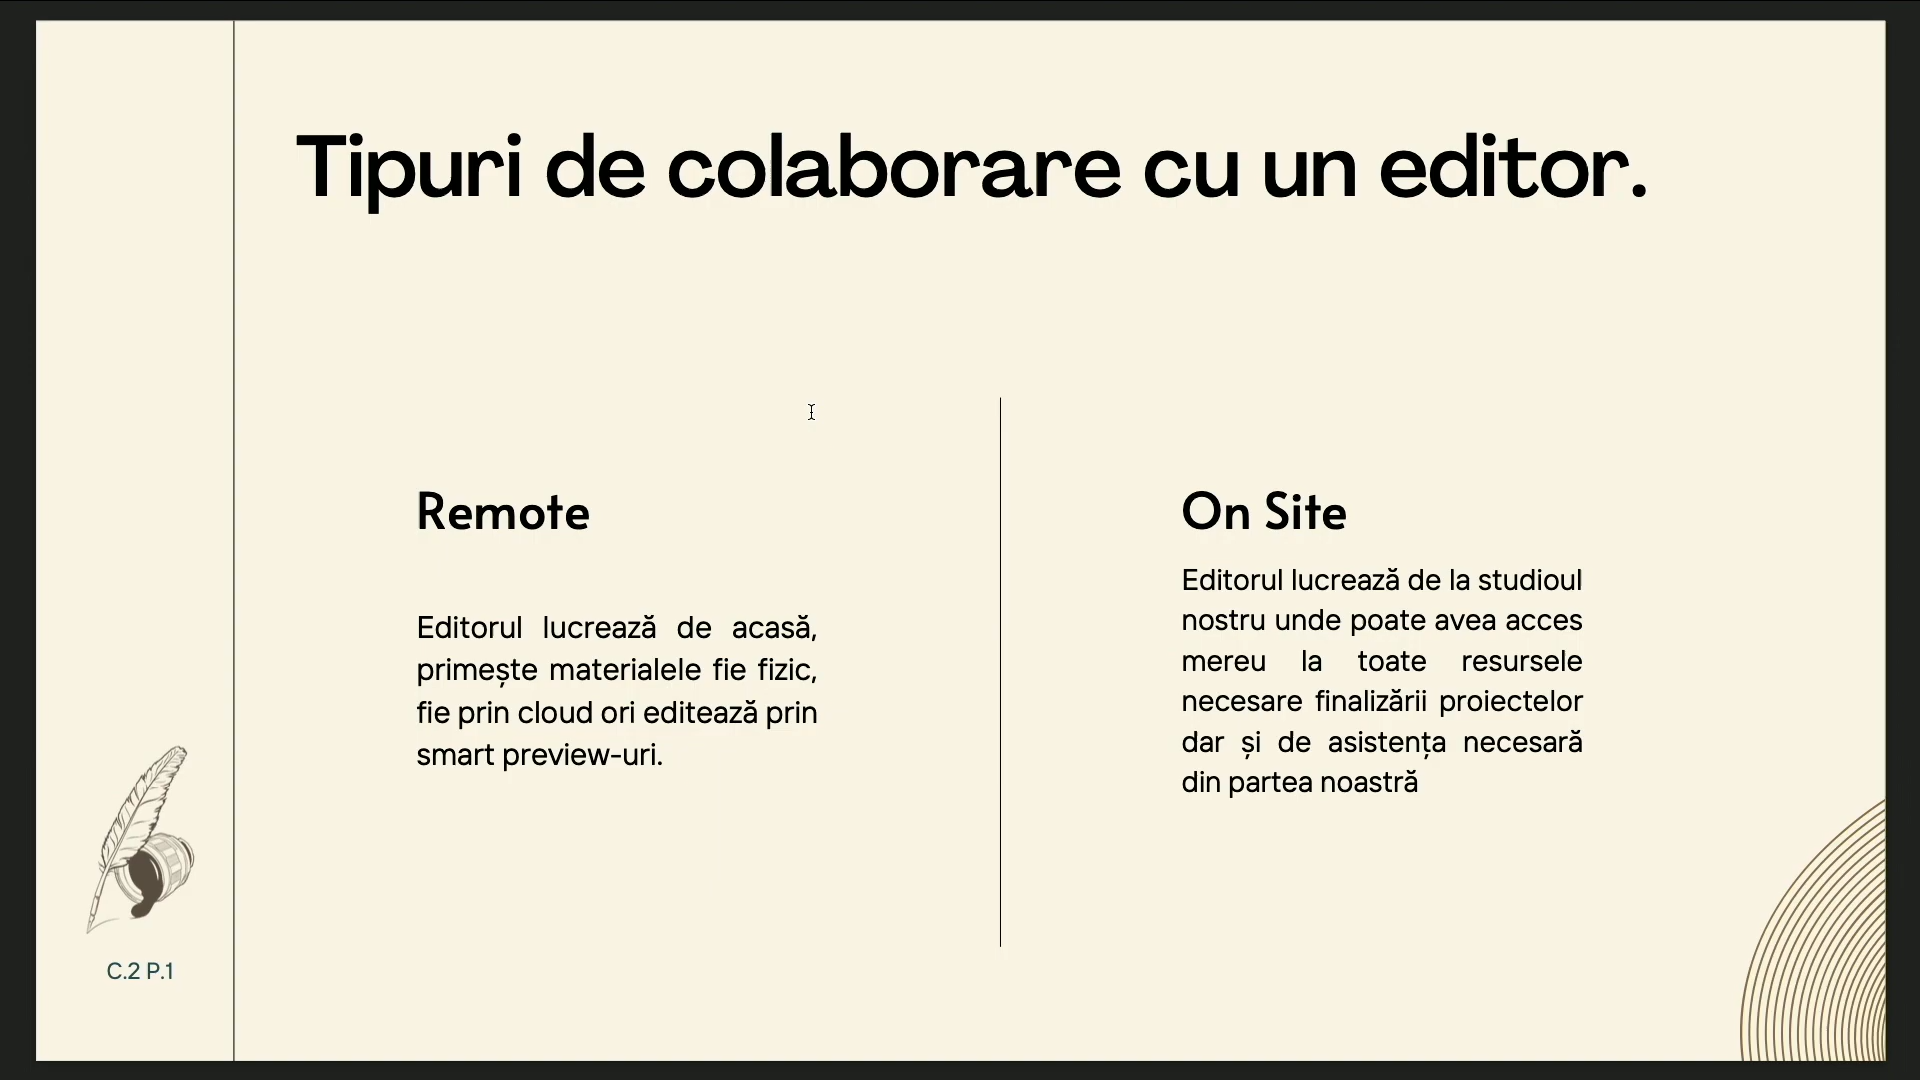 Tipuri de colaborare cu un editor.
Remote
Editorul lucrează de acasă,
primește materialele fie fizic,
fie prin cloud ori editează prin
smart preview-uri.
On Site
Editorul lucrează de la studioul
nostru unde poate avea acces
mereu la toate resursele
necesare finalizării proiectelor
dar și de asistența necesară
din partea noastră
C.2 P.1